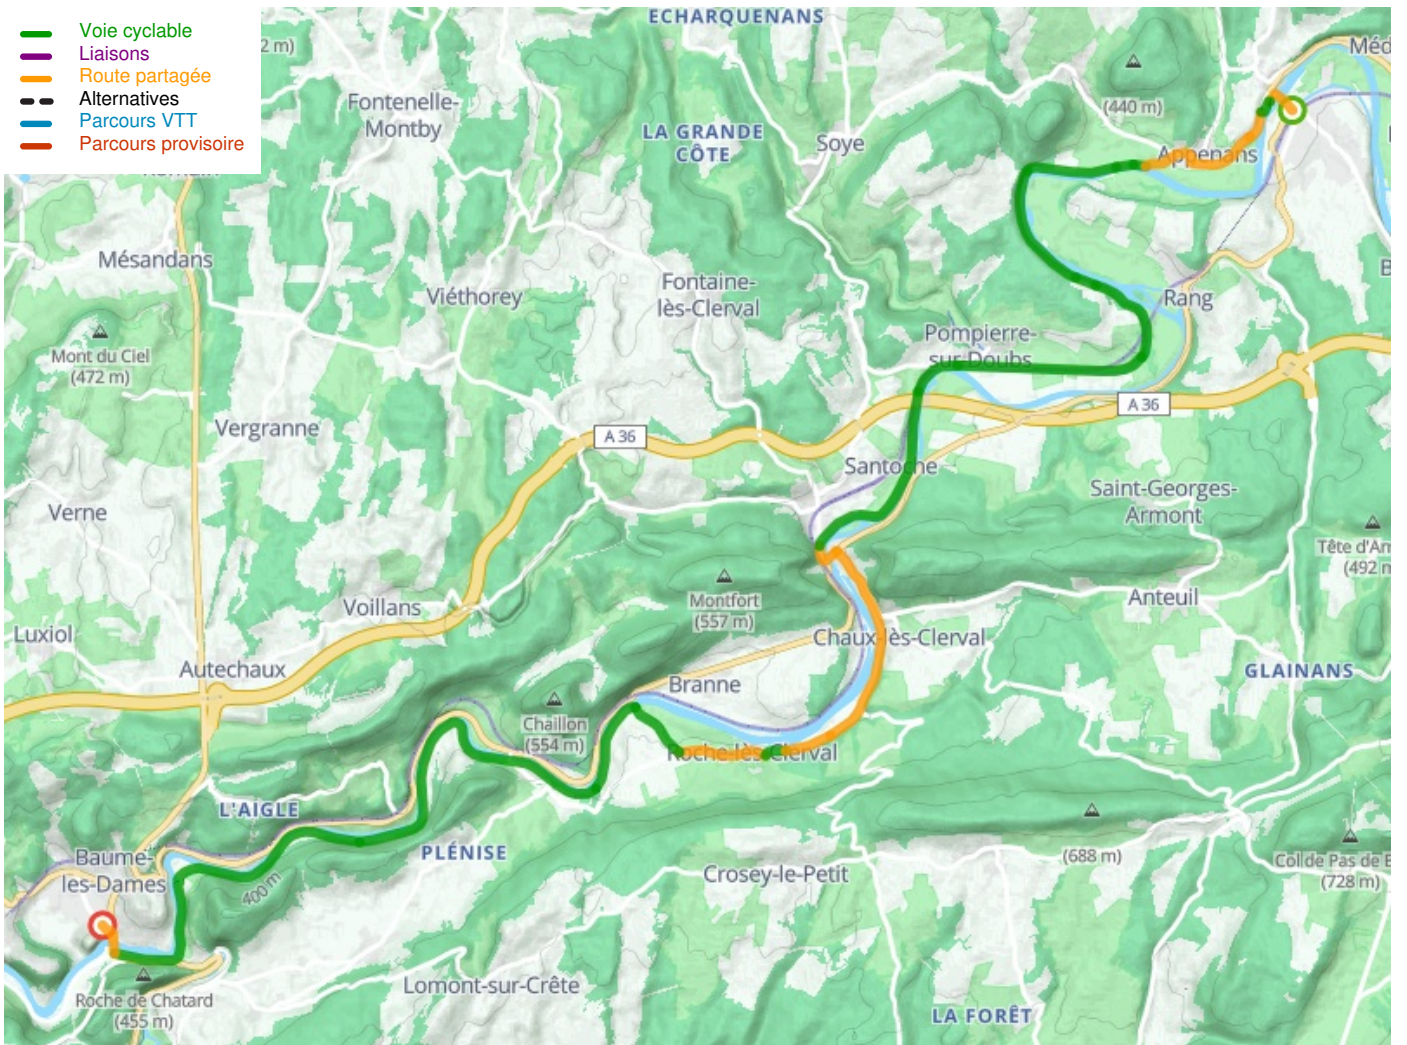 Voie cyclable
Liaisons
Route partagée
Alternatives
Parcours VTT
Parcours provisoire
2 m)
ECHARQUENANS
Méd
(440 m)
Fontenelle-
Montby
LA GRANDE
CÔTE
Soye
Appenans
Mésandans
Viéthorey
Fontaine-
lès-Clerval
Rang
Pompierre-
sur-Doubs
Mont du Ciel
(472 m)
A 36
Vergranne
A 36
Santoche
Saint-Georges-
Armont
Verne
Tête d'Ar
(492 m
Montfort
(557 m)
Voillans
Anteuil
Luxiol
Chaux-lès-Clerval
Autechaux
GLAINANS
Branne
Chaillon
(554 m)
Roche-lès-Clerval
L'AIGLE
PLÉNISE
(688 m)
Baume-
les-Dames
400 m
Crosey-le-Petit
Col de Pas de B
(728 m)
Lomont-sur-Crête
Roche de Chatard
(455 m)
LA FORÊT